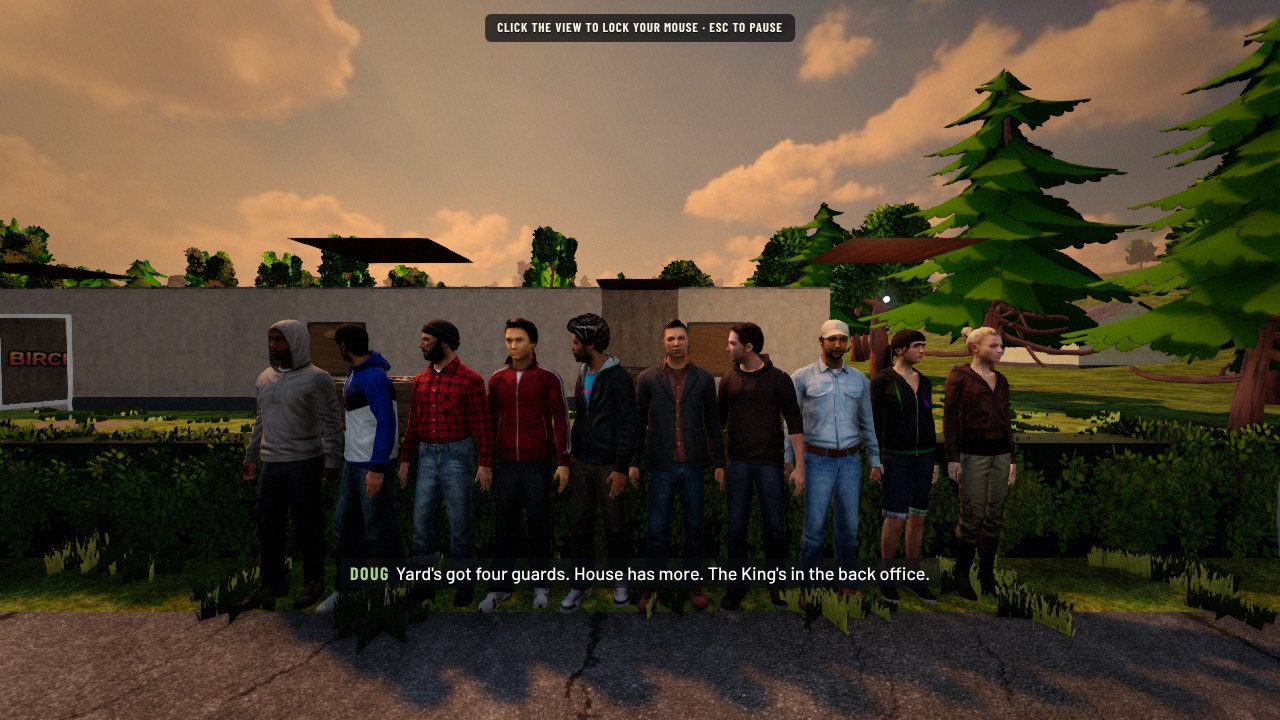 CLICK THE VIEW TO LOCK YOUR MOUSE · ESC TO PAUSE
BIRCH
DOUG Yard's got four guards. House has more. The King's in the back office.